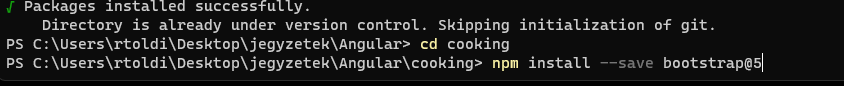 √ Packages installed successfully.
Directory is already under version control. Skipping initialization of git.
PS C:\Users\rtoldi\Desktop\jegyzetek\Angular> cd cooking
PS C:\Users\rtoldi\Desktop\jegyzetek\Angular\cooking> npm install --save bootstrap@5